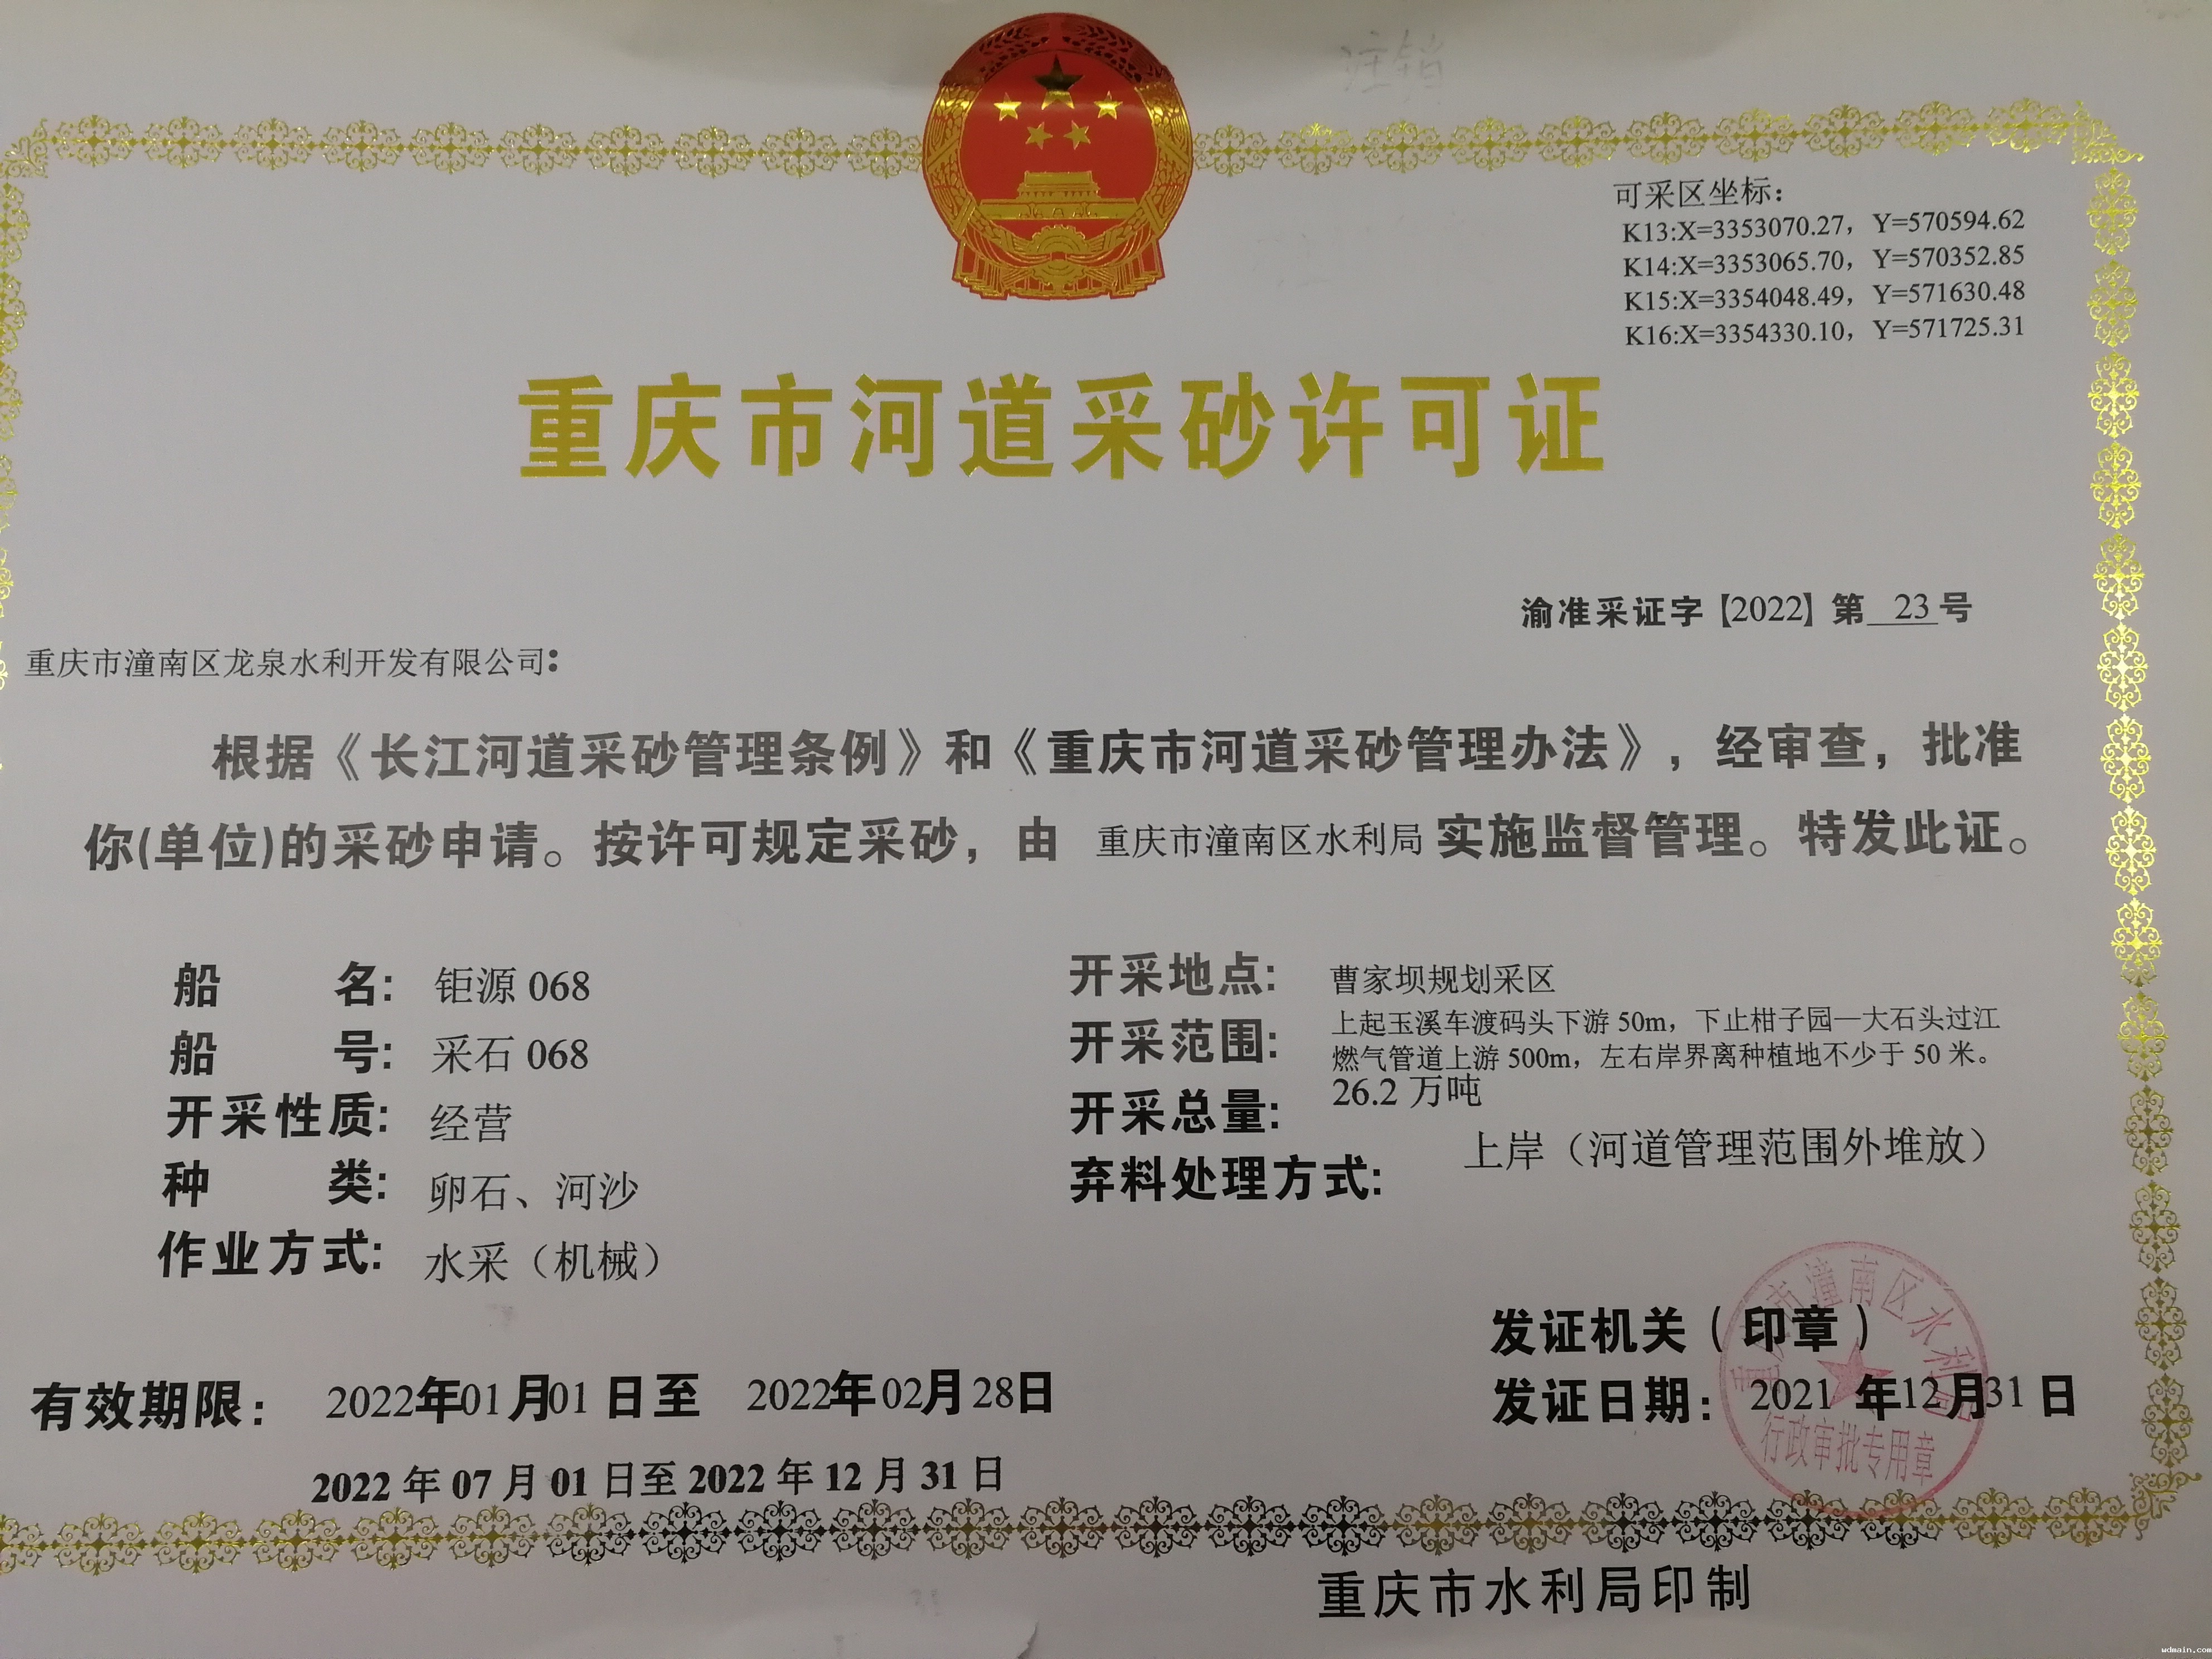 注销
可采区坐标：
K13:X=3353070.27，Y=570594.62
K14:X=3353065.70，Y=570352.85
K15:X=3354048.49，Y=571630.48
K16:X=3354330.10，Y=571725.31
重庆市河道采砂许可证
渝准采证字【2022】第 23 号
重庆市潼南区龙泉水利开发有限公司：
根据《长江河道采砂管理条例》和《重庆市河道采砂管理办法》，经审查，批准
你(单位)的采砂申请。按许可规定采砂，由 重庆市潼南区水利局 实施监督管理。特发此证。
船名：钜源 068
船号：采石 068
开采性质：经营
种类：卵石、河沙
作业方式：水采（机械）
开采地点：曹家坝规划采区
开采范围：上起玉溪车渡码头下游 50m，下止柑子园—大石头过江
燃气管道上游 500m，左右岸界离种植地不少于 50 米。
开采总量：26.2 万吨
弃料处理方式：上岸（河道管理范围外堆放）
发证机关（印章）
发证日期：2021 年12月31 日
重庆市潼南区水利局
行政审批专用章
有效期限：2022年01月01 日至 2022年02月28日
2022 年 07 月 01 日至 2022 年 12 月 31 日
重庆市水利局印制
wdmain.com